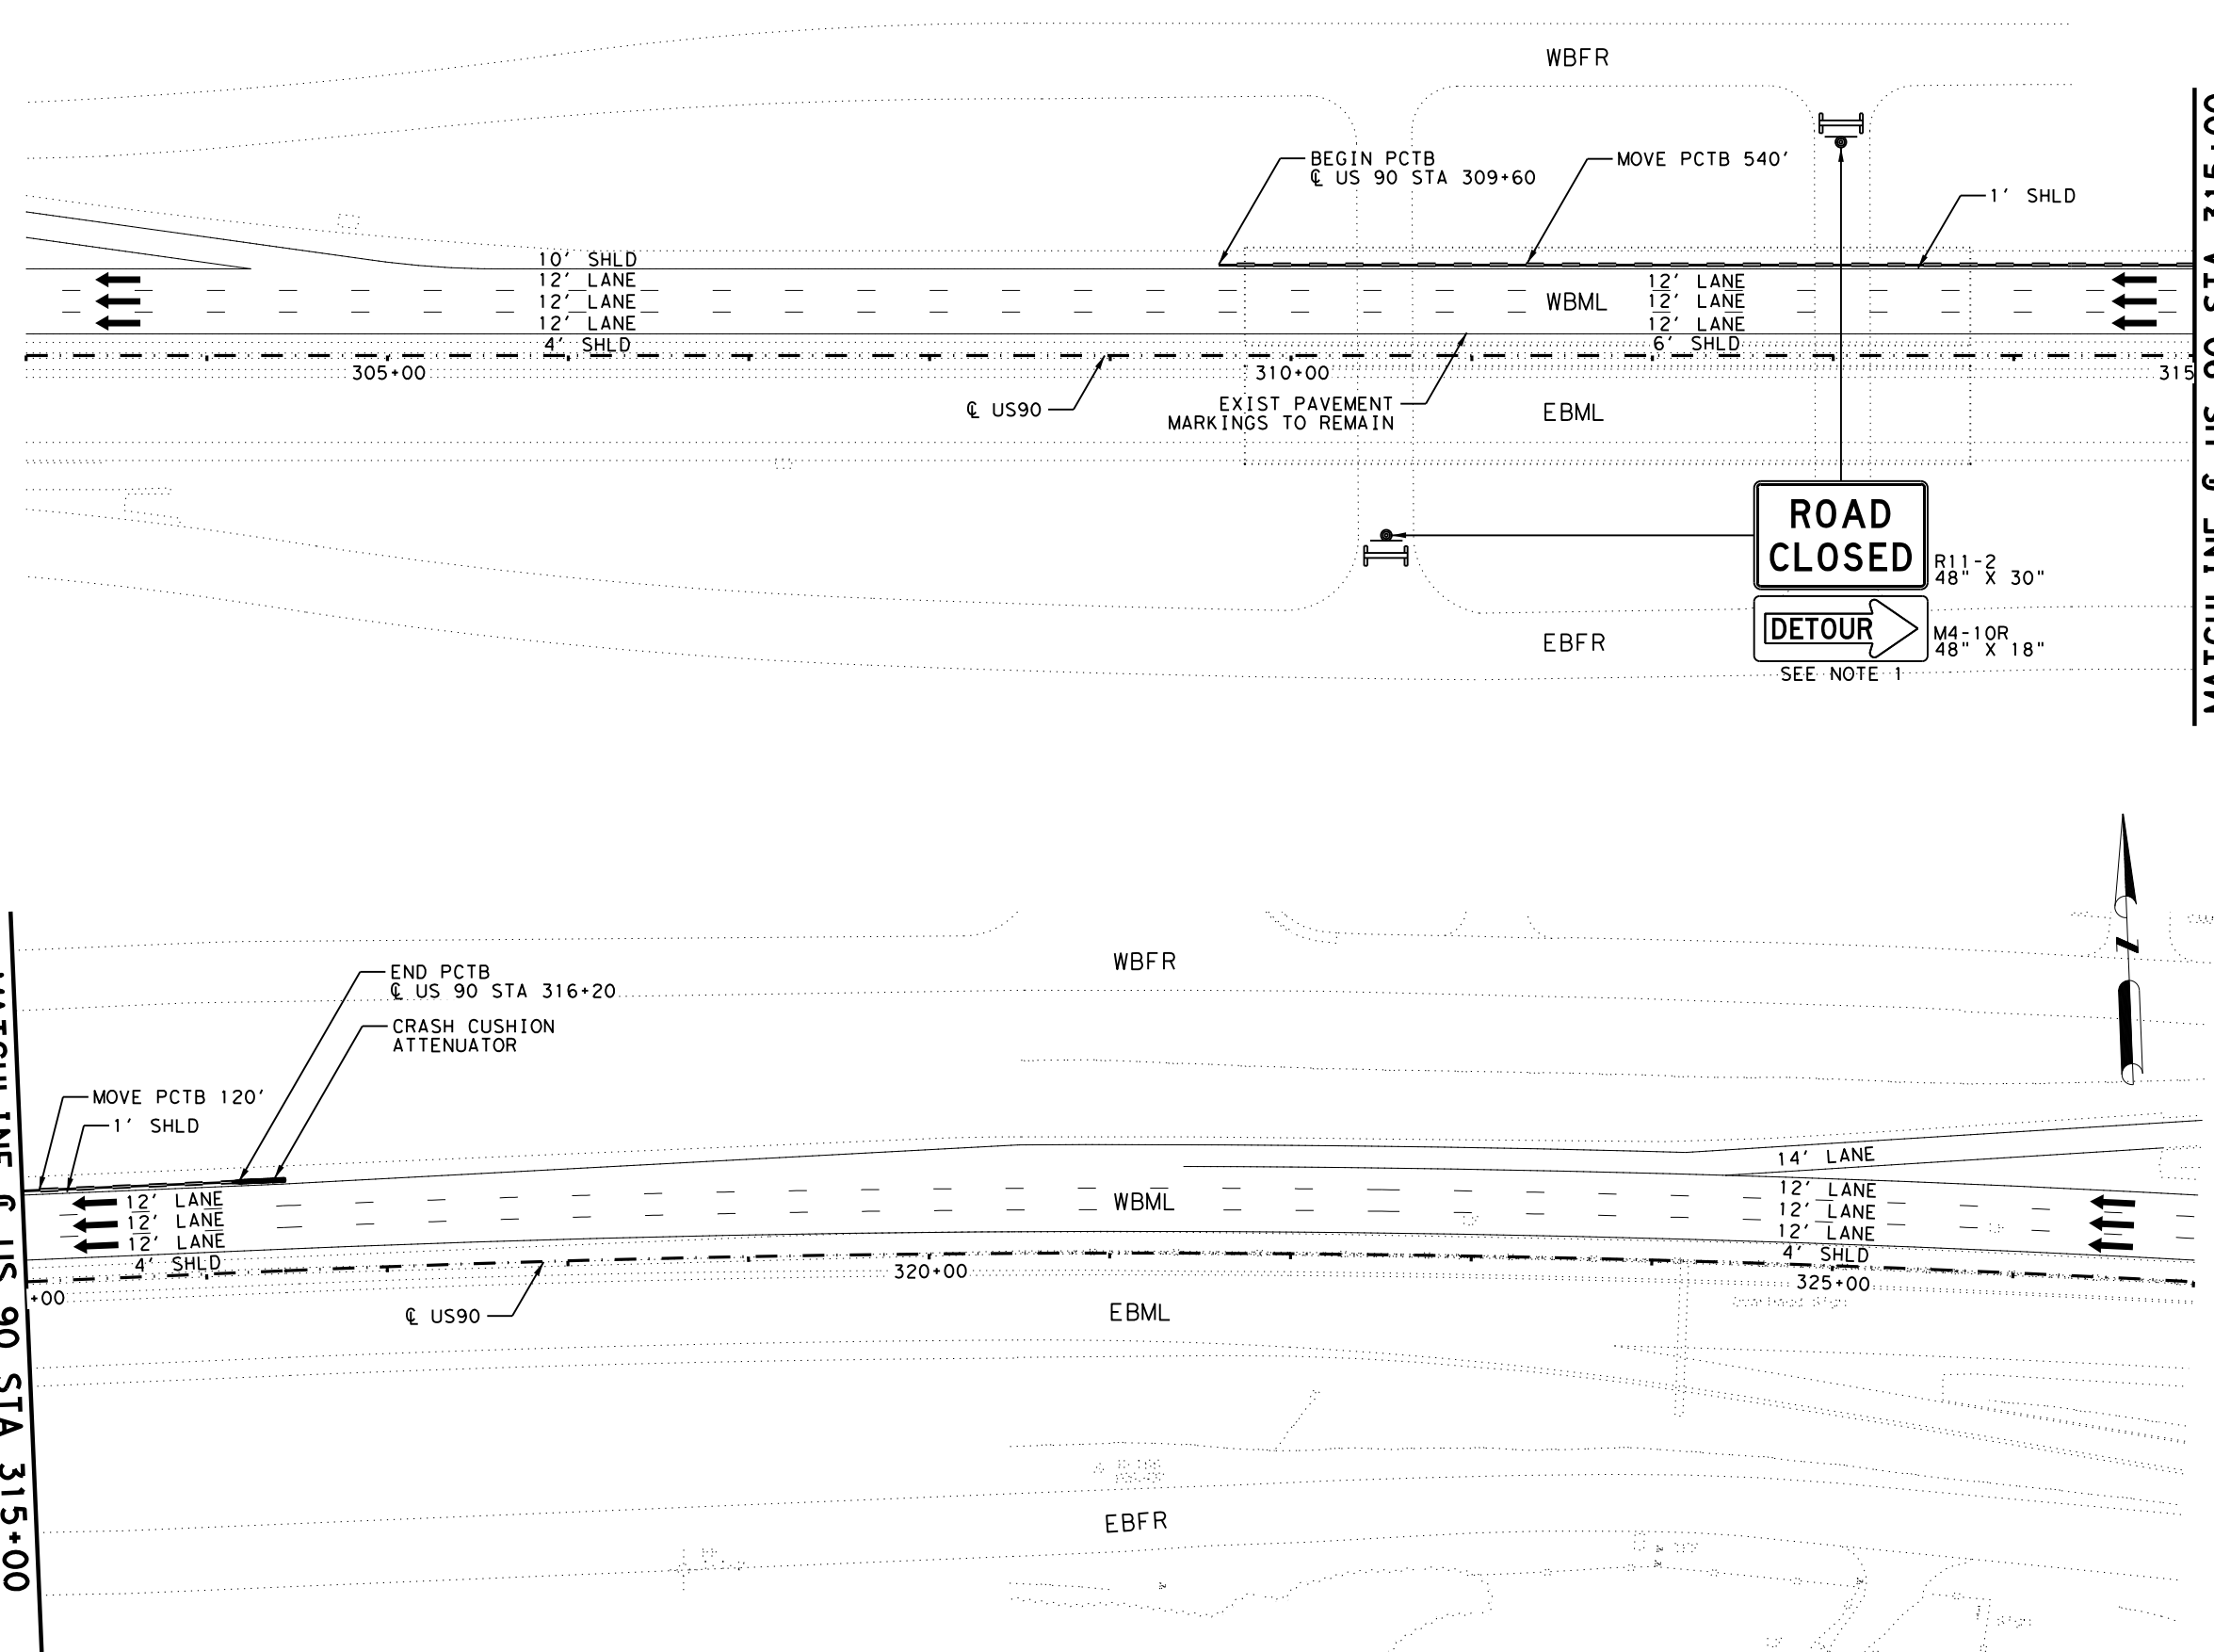 WBFR
BEGIN PCTB
℄ US 90 STA 309+60
MOVE PCTB 540'
1' SHLD
10' SHLD
12' LANE
12' LANE
12' LANE
4' SHLD
WBML
12' LANE
12' LANE
12' LANE
6' SHLD
305+00
310+00
315
℄ US90
EXIST PAVEMENT
MARKINGS TO REMAIN
EBML
ROAD
CLOSED
R11-2
48" X 30"
DETOUR
M4-10R
48" X 18"
SEE NOTE 1
EBFR
MATCHLINE ℄ US 90 STA 315+00
END PCTB
℄ US 90 STA 316+20
CRASH CUSHION
ATTENUATOR
MOVE PCTB 120'
1' SHLD
WBFR
N
14' LANE
12' LANE
12' LANE
12' LANE
4' SHLD
WBML
12' LANE
12' LANE
12' LANE
4' SHLD
+00
320+00
325+00
℄ US90
EBML
EBFR
MATCHLINE ℄ US 90 STA 315+00